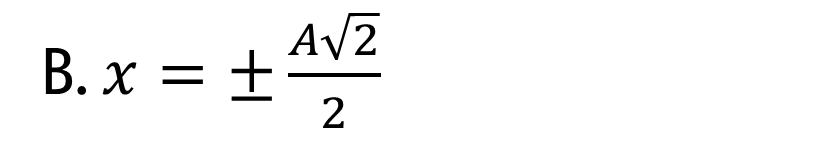 B. x = ± A√2/2